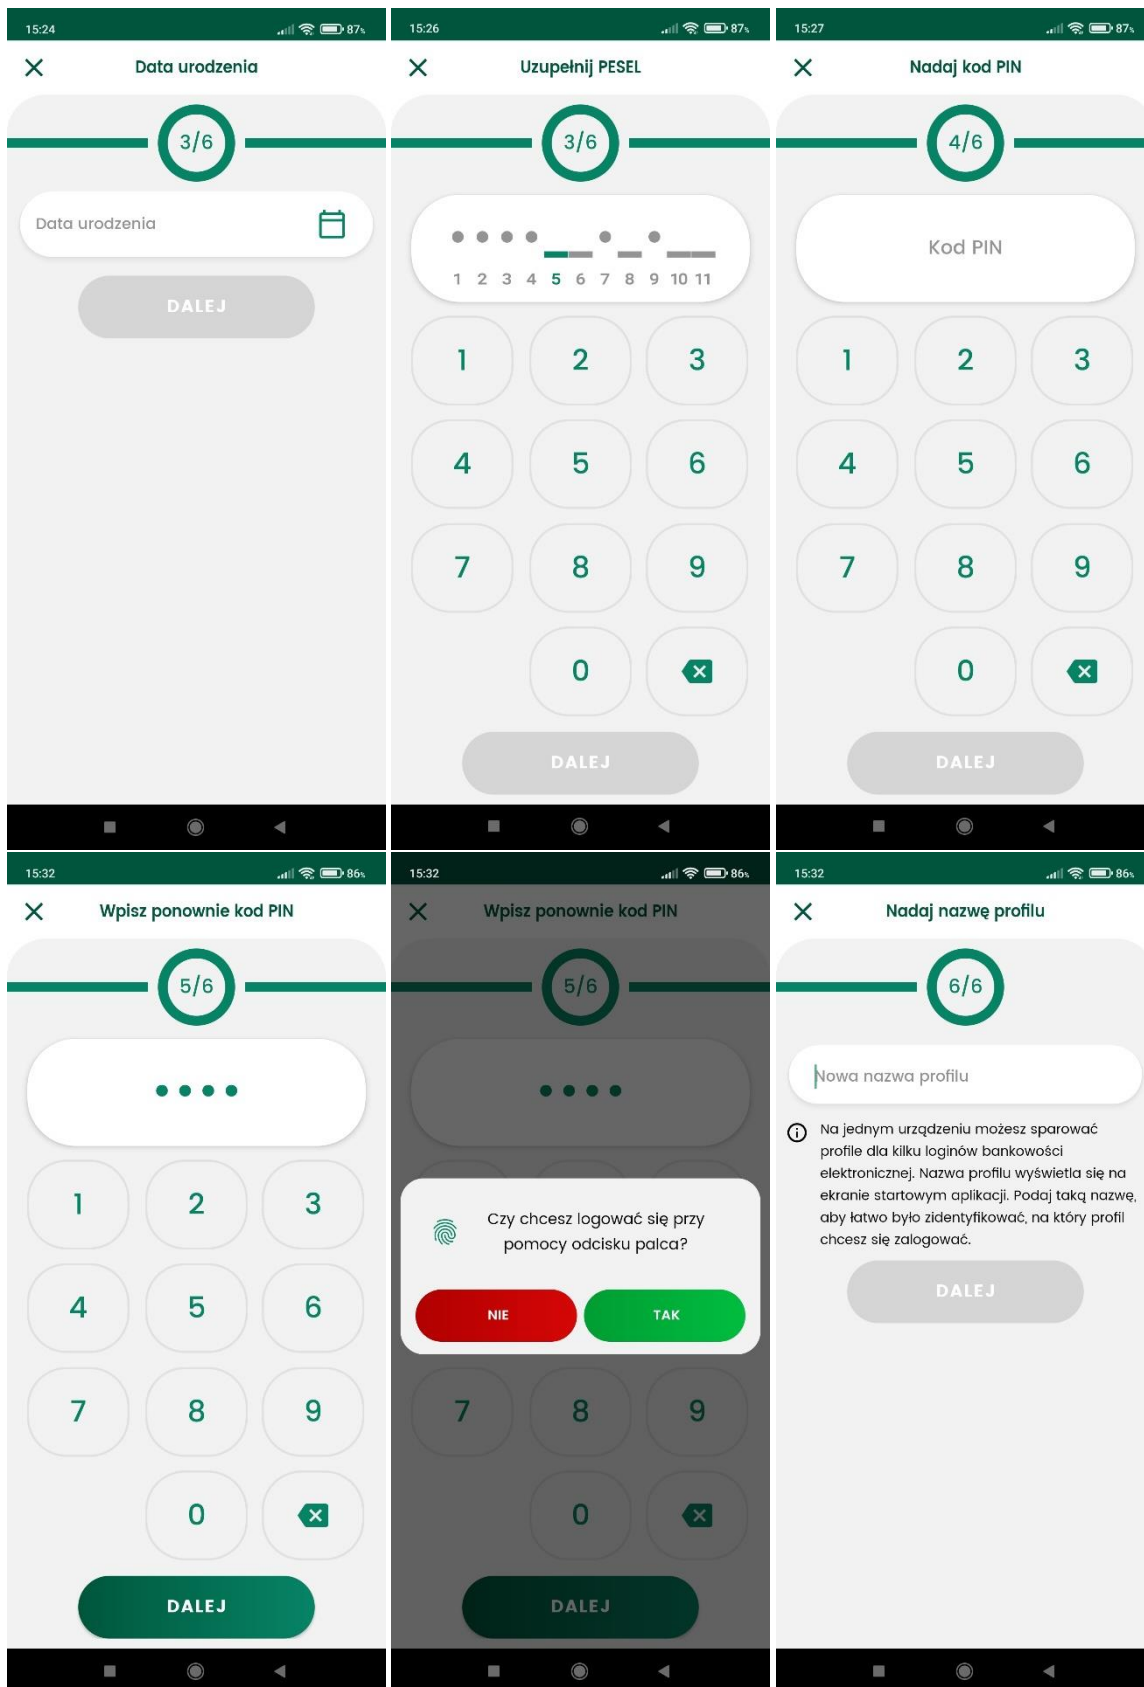 15:24
87%
Data urodzenia
3/6
Data urodzenia
DALEJ
15:26
87%
Uzupełnij PESEL
3/6
1 2 3 4 5 6 7 8 9 10 11
1 2 3
4 5 6
7 8 9
0
DALEJ
15:27
87%
Nadaj kod PIN
4/6
Kod PIN
1 2 3
4 5 6
7 8 9
0
DALEJ
15:32
86%
Wpisz ponownie kod PIN
5/6
1 2 3
4 5 6
7 8 9
0
DALEJ
15:32
86%
Wpisz ponownie kod PIN
5/6
Czy chcesz logować się przy
pomocy odcisku palca?
NIE TAK
7 8 9
0
DALEJ
15:32
86%
Nadaj nazwę profilu
6/6
Nowa nazwa profilu
Na jednym urządzeniu możesz sparować
profile dla kilku loginów bankowości
elektronicznej. Nazwa profilu wyświetla się na
ekranie startowym aplikacji. Podaj taką nazwę,
aby łatwo było zidentyfikować, na który profil
chcesz się zalogować.
DALEJ